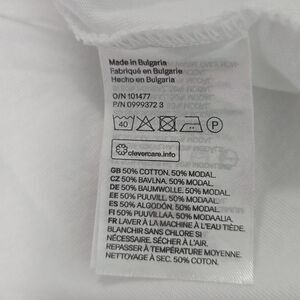 Made in Bulgaria
Fabriqué en Bulgarie
Hecho en Bulgaria
O/N 101477
P/N 0999372 3
40 P
clevercare.info
GB 50% COTTON. 50% MODAL.
CZ 50% BAVLNA. 50% MODAL.
DE 50% BAUMWOLLE. 50% MODAL.
EE 50% PUUVILL. 50% MODAAL.
ES 50% ALGODÓN. 50% MODAL.
FI 50% PUUVILLAA. 50% MODAALIA.
FR LAVER À LA MACHINE À L'EAU TIÈDE.
BLANCHIR SANS CHLORE SI
NÉCESSAIRE. SÉCHER À L'AIR.
REPASSER À TEMPÉRATURE MOYENNE.
NETTOYAGE À SEC. 50% COTON.